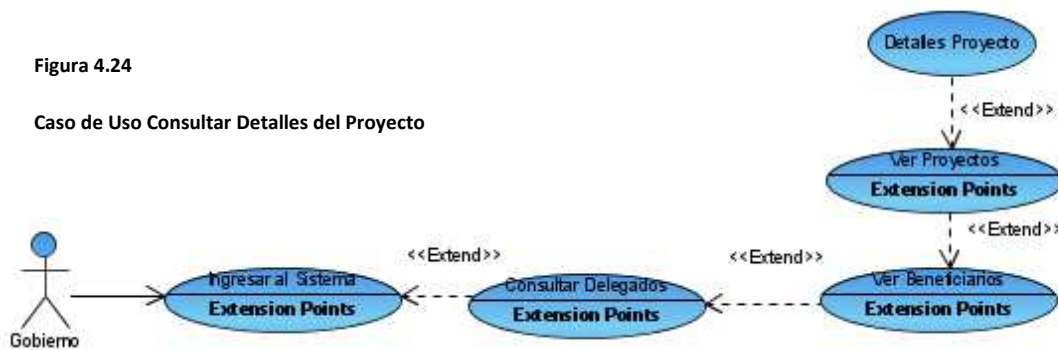 Detalles Proyecto
Figura 4.24
<<Extend>>
Caso de Uso Consultar Detalles del Proyecto
Ver Proyectos
Extension Points
<<Extend>>
<<Extend>>
<<Extend>>
Ingresar al Sistema
Extension Points
Consultar Delegados
Extension Points
Ver Beneficiarios
Extension Points
Gobierno